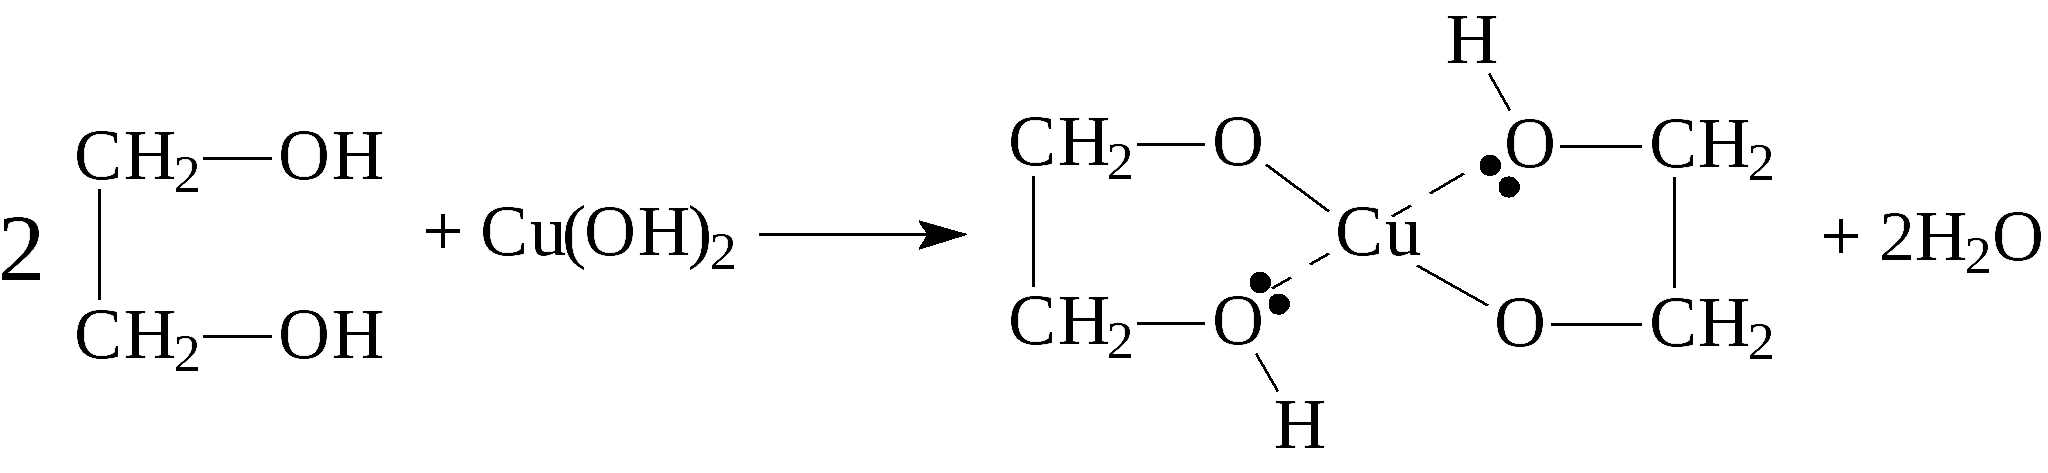 H
CH2—OH CH2—O O—CH2
2 + Cu(OH)2 → Cu + 2H2O
CH2—OH CH2—O O—CH2
H